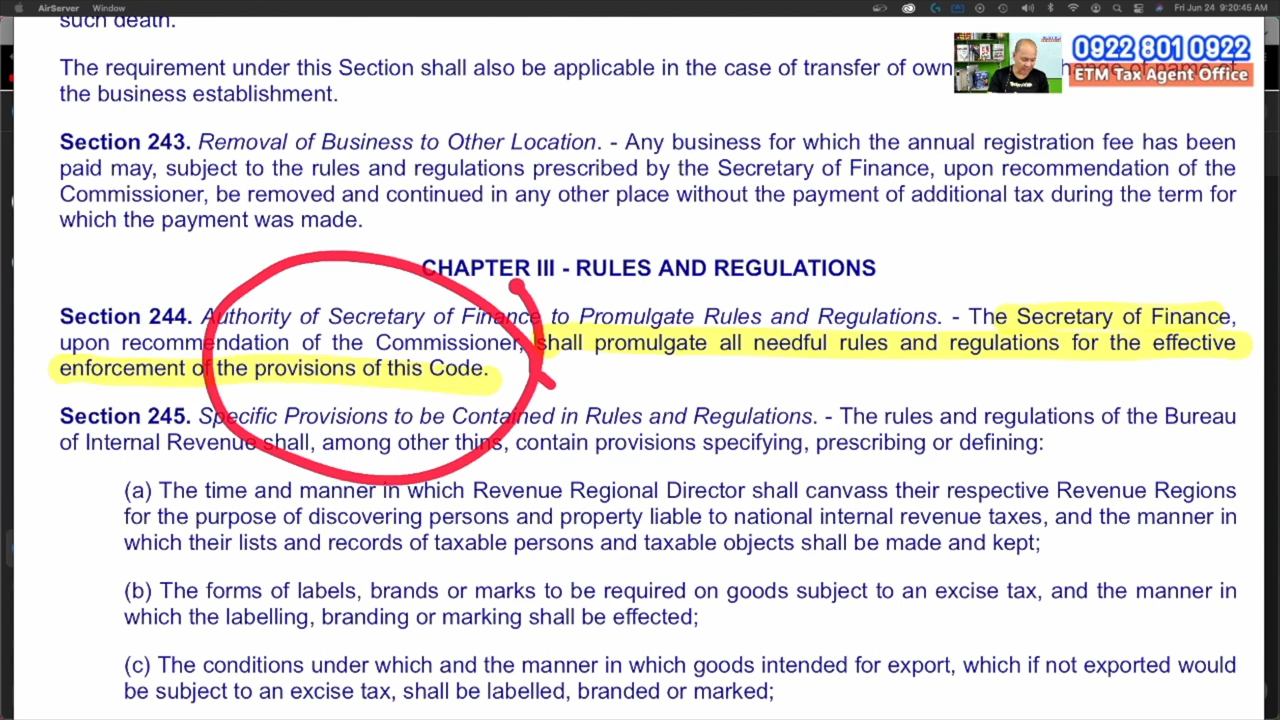 AirServer Window Fri Jun 24 9:20:45 AM
such death.
0922 801 0922
ETM Tax Agent Office
The requirement under this Section shall also be applicable in the case of transfer of
the business establishment.
Section 243. Removal of Business to Other Location. - Any business for which the annual registration fee has been
paid may, subject to the rules and regulations prescribed by the Secretary of Finance, upon recommendation of the
Commissioner, be removed and continued in any other place without the payment of additional tax during the term for
which the payment was made.
CHAPTER III - RULES AND REGULATIONS
Section 244. Authority of Secretary of Finance to Promulgate Rules and Regulations. - The Secretary of Finance,
upon recommendation of the Commissioner, shall promulgate all needful rules and regulations for the effective
enforcement of the provisions of this Code.
Section 245. Specific Provisions to be Contained in Rules and Regulations. - The rules and regulations of the Bureau
of Internal Revenue shall, among other thins, contain provisions specifying, prescribing or defining:
(a) The time and manner in which Revenue Regional Director shall canvass their respective Revenue Regions
for the purpose of discovering persons and property liable to national internal revenue taxes, and the manner in
which their lists and records of taxable persons and taxable objects shall be made and kept;
(b) The forms of labels, brands or marks to be required on goods subject to an excise tax, and the manner in
which the labelling, branding or marking shall be effected;
(c) The conditions under which and the manner in which goods intended for export, which if not exported would
be subject to an excise tax, shall be labelled, branded or marked;